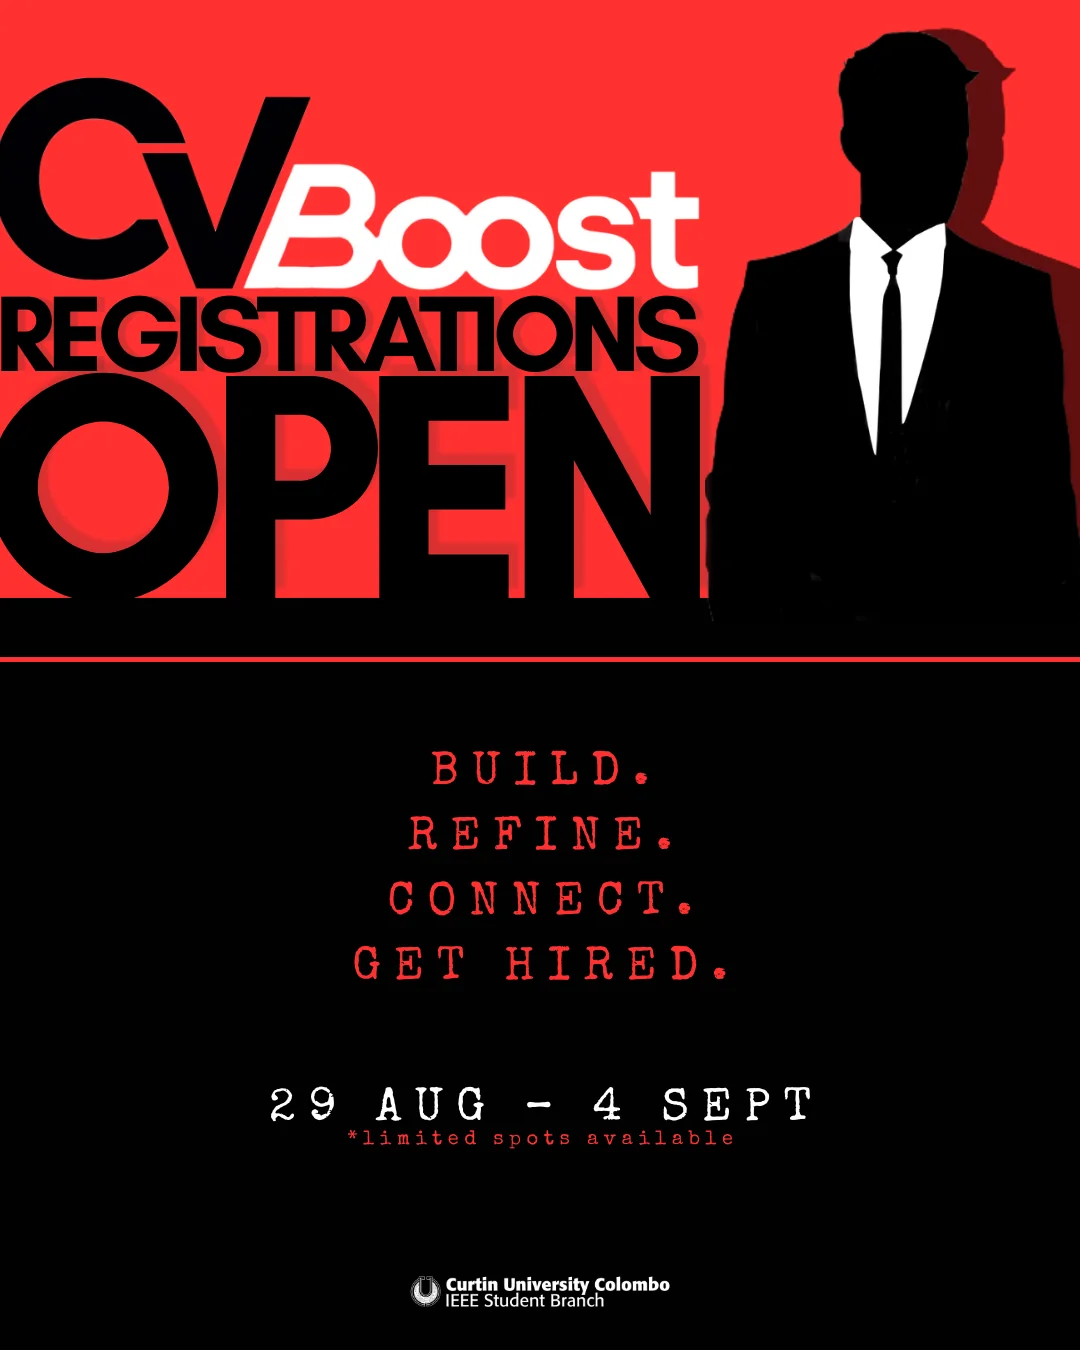 CV Boost
REGISTRATIONS
OPEN
BUILD.
REFINE.
CONNECT.
GET HIRED.
29 AUG - 4 SEPT
*limited spots available
Curtin University Colombo
IEEE Student Branch